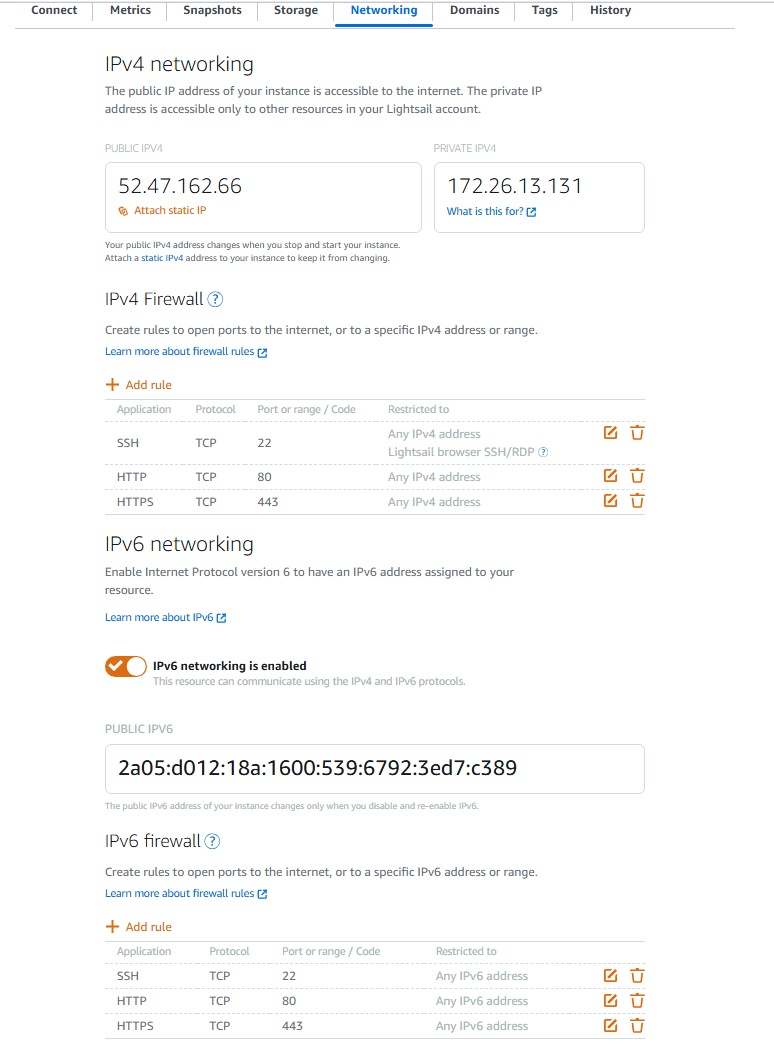 Connect Metrics Snapshots Storage Networking Domains Tags History
IPv4 networking
The public IP address of your instance is accessible to the internet. The private IP
address is accessible only to other resources in your Lightsail account.
PUBLIC IPV4 PRIVATE IPV4
52.47.162.66 172.26.13.131
Attach static IP What is this for?
Your public IPv4 address changes when you stop and start your instance.
Attach a static IPv4 address to your instance to keep it from changing.
IPv4 Firewall ?
Create rules to open ports to the internet, or to a specific IPv4 address or range.
Learn more about firewall rules
+ Add rule
Application Protocol Port or range / Code Restricted to
SSH TCP 22 Any IPv4 address
Lightsail browser SSH/RDP ?
HTTP TCP 80 Any IPv4 address
HTTPS TCP 443 Any IPv4 address
IPv6 networking
Enable Internet Protocol version 6 to have an IPv6 address assigned to your
resource.
Learn more about IPv6
IPv6 networking is enabled
This resource can communicate using the IPv4 and IPv6 protocols.
PUBLIC IPV6
2a05:d012:18a:1600:539:6792:3ed7:c389
The public IPv6 address of your instance changes only when you disable and re-enable IPv6.
IPv6 firewall ?
Create rules to open ports to the internet, or to a specific IPv6 address or range.
Learn more about firewall rules
+ Add rule
Application Protocol Port or range / Code Restricted to
SSH TCP 22 Any IPv6 address
HTTP TCP 80 Any IPv6 address
HTTPS TCP 443 Any IPv6 address